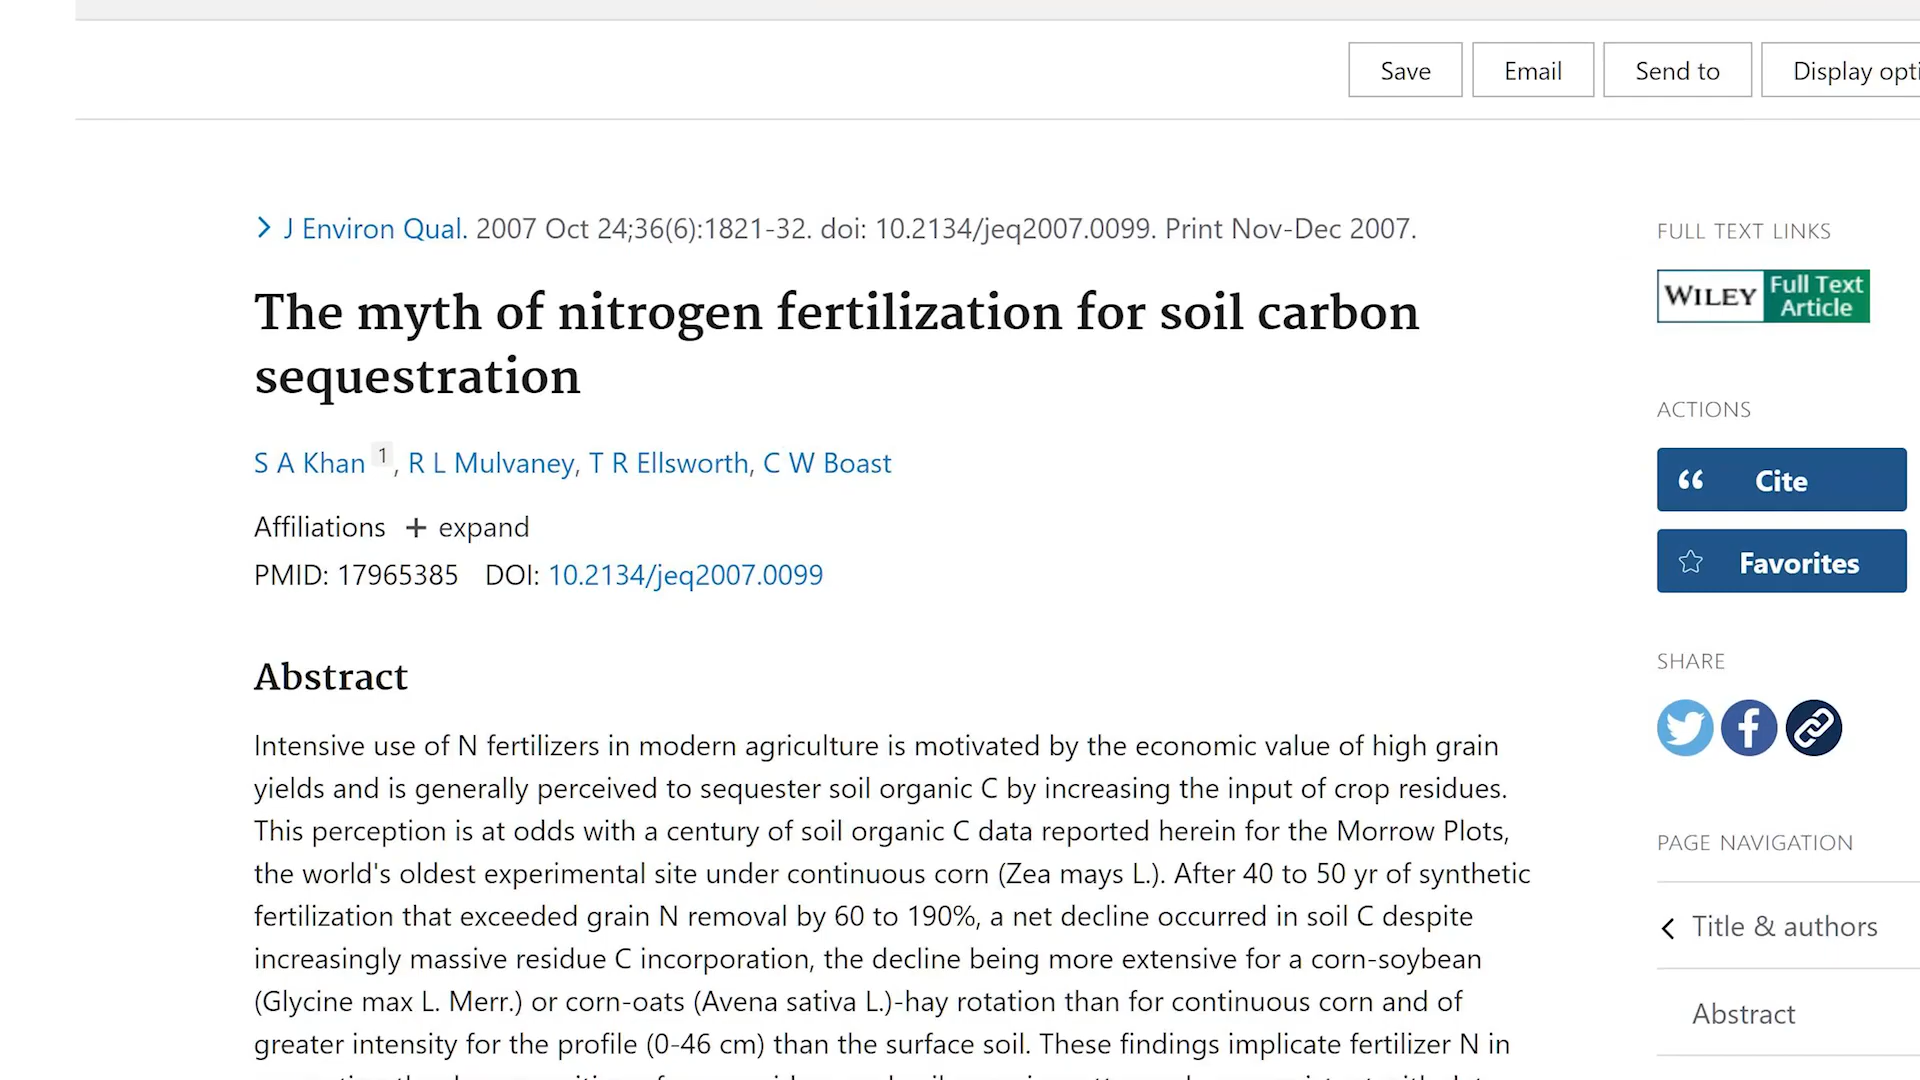 Save Email Send to Display opti
J Environ Qual. 2007 Oct 24;36(6):1821-32. doi: 10.2134/jeq2007.0099. Print Nov-Dec 2007.
The myth of nitrogen fertilization for soil carbon
sequestration
S A Khan 1, R L Mulvaney, T R Ellsworth, C W Boast
Affiliations + expand
PMID: 17965385 DOI: 10.2134/jeq2007.0099
Abstract
Intensive use of N fertilizers in modern agriculture is motivated by the economic value of high grain
yields and is generally perceived to sequester soil organic C by increasing the input of crop residues.
This perception is at odds with a century of soil organic C data reported herein for the Morrow Plots,
the world's oldest experimental site under continuous corn (Zea mays L.). After 40 to 50 yr of synthetic
fertilization that exceeded grain N removal by 60 to 190%, a net decline occurred in soil C despite
increasingly massive residue C incorporation, the decline being more extensive for a corn-soybean
(Glycine max L. Merr.) or corn-oats (Avena sativa L.)-hay rotation than for continuous corn and of
greater intensity for the profile (0-46 cm) than the surface soil. These findings implicate fertilizer N in
FULL TEXT LINKS
WILEY Full Text
Article
ACTIONS
Cite
Favorites
SHARE
PAGE NAVIGATION
Title & authors
Abstract